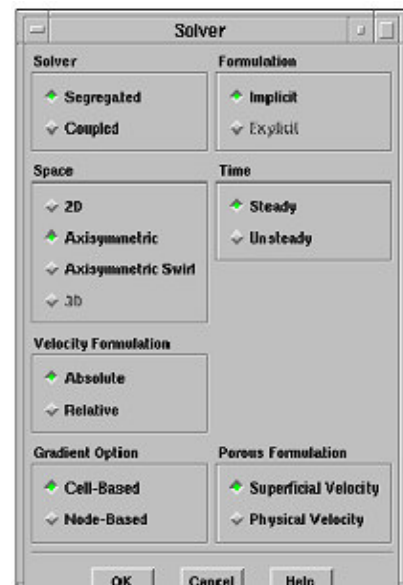 Solver
Solver
Segregated
Coupled
Formulation
Implicit
Explicit
Space
2D
Axisymmetric
Axisymmetric Swirl
3D
Time
Steady
Unsteady
Velocity Formulation
Absolute
Relative
Gradient Option
Cell-Based
Node-Based
Porous Formulation
Superficial Velocity
Physical Velocity
OK
Cancel
Help